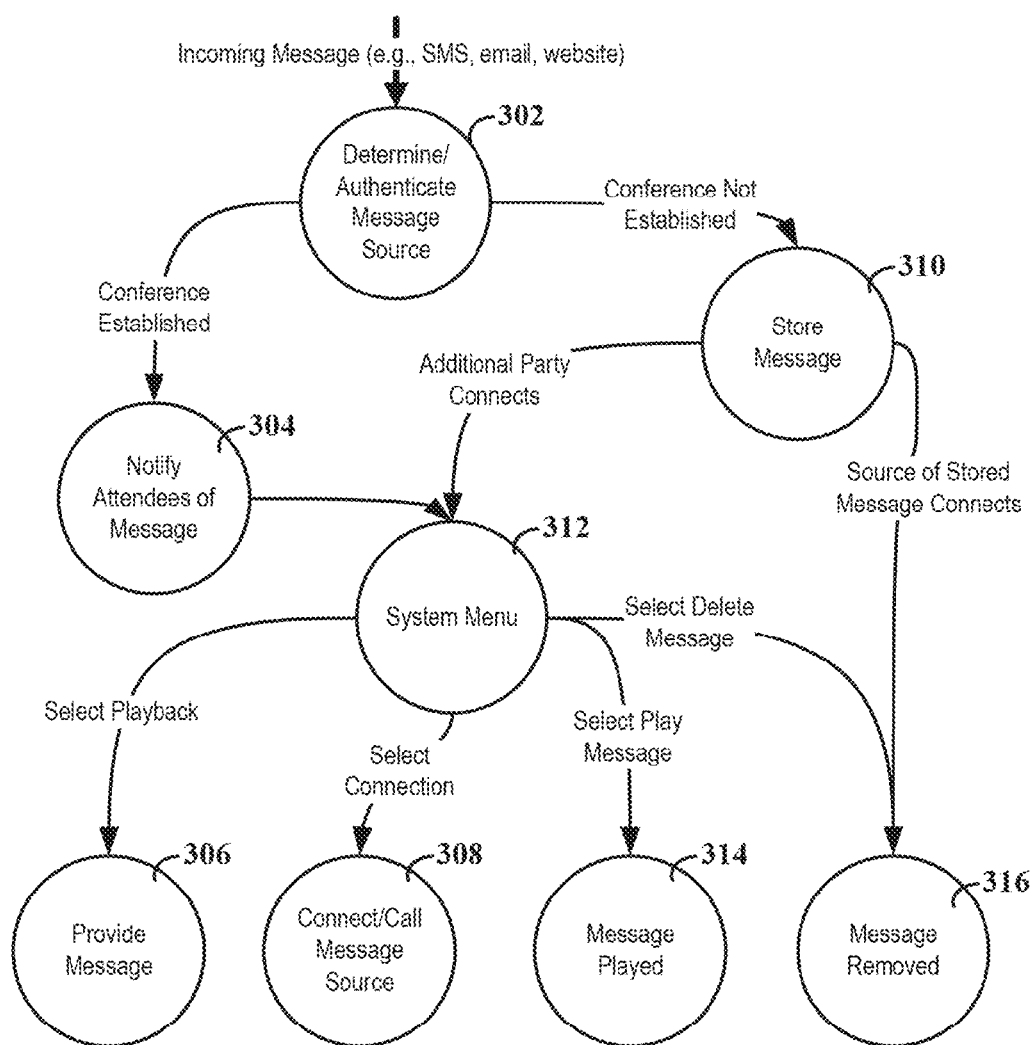 Incoming Message (e.g., SMS, email, website)
302
Determine/
Authenticate
Message
Source
Conference Not
Established
310
Store
Message
Conference
Established
Additional Party
Connects
304
Notify
Attendees of
Message
Source of Stored
Message Connects
312
System Menu
Select Delete
Message
Select Playback
Select
Connection
Select Play
Message
306
Provide
Message
308
Connect/Call
Message
Source
314
Message
Played
316
Message
Removed